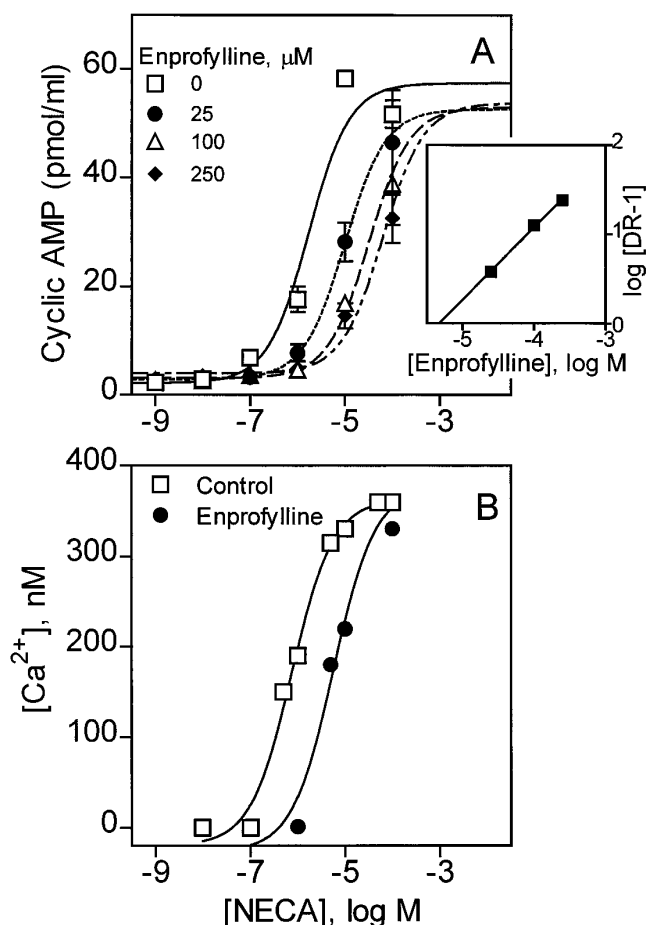 A
Enprofylline, μM
0
25
100
250
60
40
20
0
Cyclic AMP (pmol/ml)
-9
-7
-5
-3
2
1
0
log [DR-1]
-5
-4
-3
[Enprofylline], log M
B
Control
Enprofylline
400
300
200
100
0
[Ca2+]i, nM
-9
-7
-5
-3
[NECA], log M